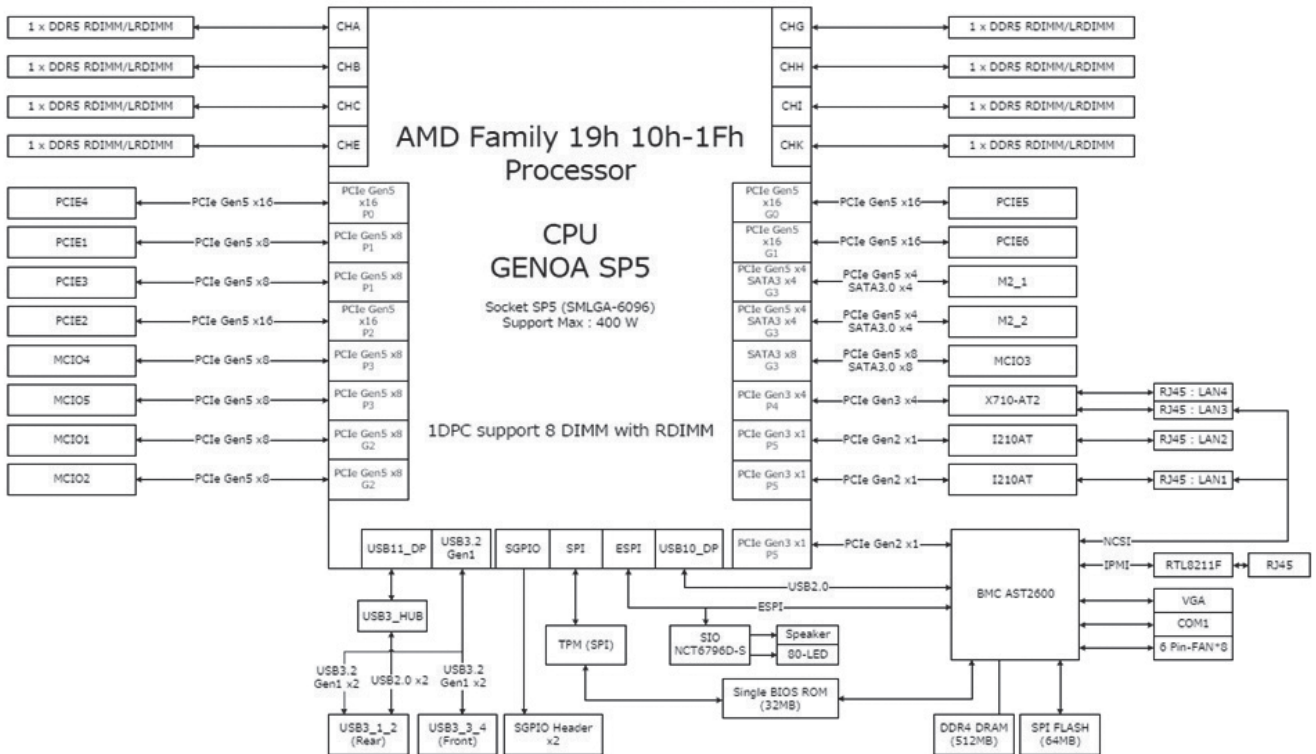 1 x DDR5 RDIMM/LRDIMM
CHA
CHG
1 x DDR5 RDIMM/LRDIMM
1 x DDR5 RDIMM/LRDIMM
CHB
CHH
1 x DDR5 RDIMM/LRDIMM
1 x DDR5 RDIMM/LRDIMM
CHC
CHI
1 x DDR5 RDIMM/LRDIMM
1 x DDR5 RDIMM/LRDIMM
CHE
CHK
1 x DDR5 RDIMM/LRDIMM
AMD Family 19h 10h-1Fh
Processor
CPU
GENOA SP5
Socket SP5 (SMLGA-6096)
Support Max : 400 W
1DPC support 8 DIMM with RDIMM
PCIE4
PCIe Gen5 x16
PCIe Gen5
x16
P0
PCIE1
PCIe Gen5 x8
PCIe Gen5 x8
P1
PCIE3
PCIe Gen5 x8
PCIe Gen5 x8
P1
PCIE2
PCIe Gen5 x16
PCIe Gen5
x16
P2
MCIO4
PCIe Gen5 x8
PCIe Gen5 x8
P3
MCIO5
PCIe Gen5 x8
PCIe Gen5 x8
P3
MCIO1
PCIe Gen5 x8
PCIe Gen5 x8
G2
MCIO2
PCIe Gen5 x8
PCIe Gen5 x8
G2
PCIe Gen5
x16
G0
PCIe Gen5 x16
PCIE5
PCIe Gen5
x16
G1
PCIe Gen5 x16
PCIE6
PCIe Gen5 x4
SATA3 x4
G3
PCIe Gen5 x4
SATA3.0 x4
M2_1
PCIe Gen5 x4
SATA3 x4
G3
PCIe Gen5 x4
SATA3.0 x4
M2_2
SATA3 x8
G3
PCIe Gen5 x8
SATA3.0 x8
MCIO3
PCIe Gen3 x4
P4
PCIe Gen3 x4
X710-AT2
RJ45 : LAN4
RJ45 : LAN3
PCIe Gen3 x1
P5
PCIe Gen2 x1
I210AT
RJ45 : LAN2
PCIe Gen3 x1
P5
PCIe Gen2 x1
I210AT
RJ45 : LAN1
USB11_DP
USB3.2
Gen1
SGPIO
SPI
ESPI
USB10_DP
PCIe Gen3 x1
P5
PCIe Gen2 x1
NCSI
IPMI
RTL8211F
RJ45
USB2.0
ESPI
BMC AST2600
VGA
COM1
6 Pin-FAN*8
USB3_HUB
TPM (SPI)
SIO
NCT6796D-S
Speaker
80-LED
USB3.2
Gen1 x2
USB2.0 x2
USB3.2
Gen1 x2
Single BIOS ROM
(32MB)
USB3_1_2
(Rear)
USB3_3_4
(Front)
SGPIO Header
x2
DDR4 DRAM
(512MB)
SPI FLASH
(64MB)